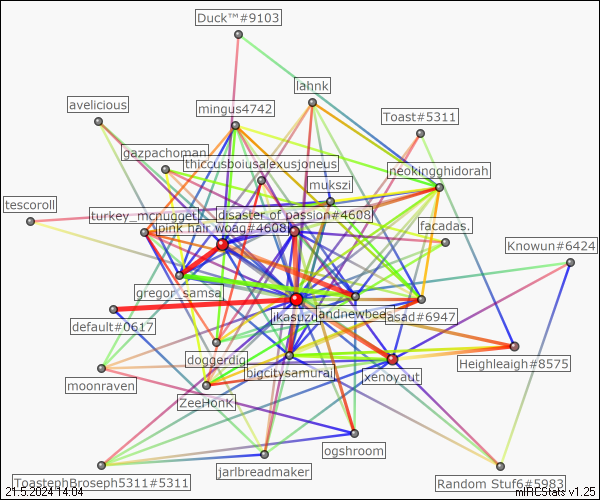 Duck™#9103
lahnk
avelicious
mingus4742
Toast#5311
gazpachoman
thiccusboiusalexusjoneus
neokingghidorah
mukszi
tescoroll
turkey_mcnugget
disaster of passion#4608
pink hair woag#4608
facadas.
Knowun#6424
gregor_samsa
ikasuzu
andnewbees
asad#6947
default#0617
doggerdig
bigcitysamurai
xenoyaut
Heighleaigh#8575
moonraven
ZeeHonK
ogshroom
ToastephBroseph5311#5311
jarlbreadmaker
Random Stuf6#5983
21.5.2024 14:04
mIRCStats v1.25